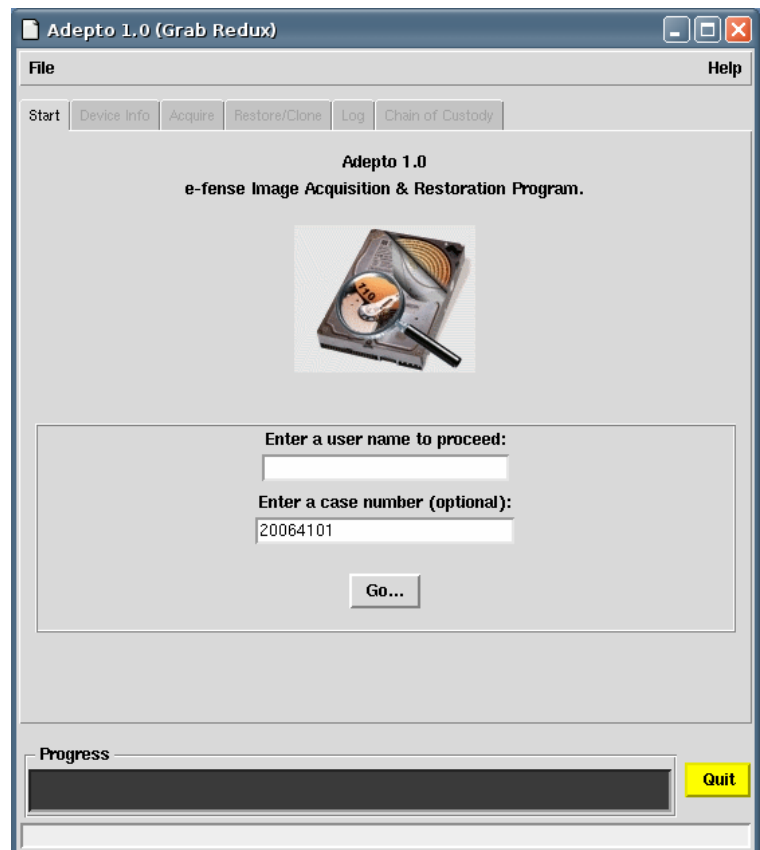 Adepto 1.0 (Grab Redux)
File Help
Start Device Info Acquire Restore/Clone Log Chain of Custody
Adepto 1.0
e-fense Image Acquisition & Restoration Program.
710
Enter a user name to proceed:
Enter a case number (optional):
20064101
Go...
Progress
Quit